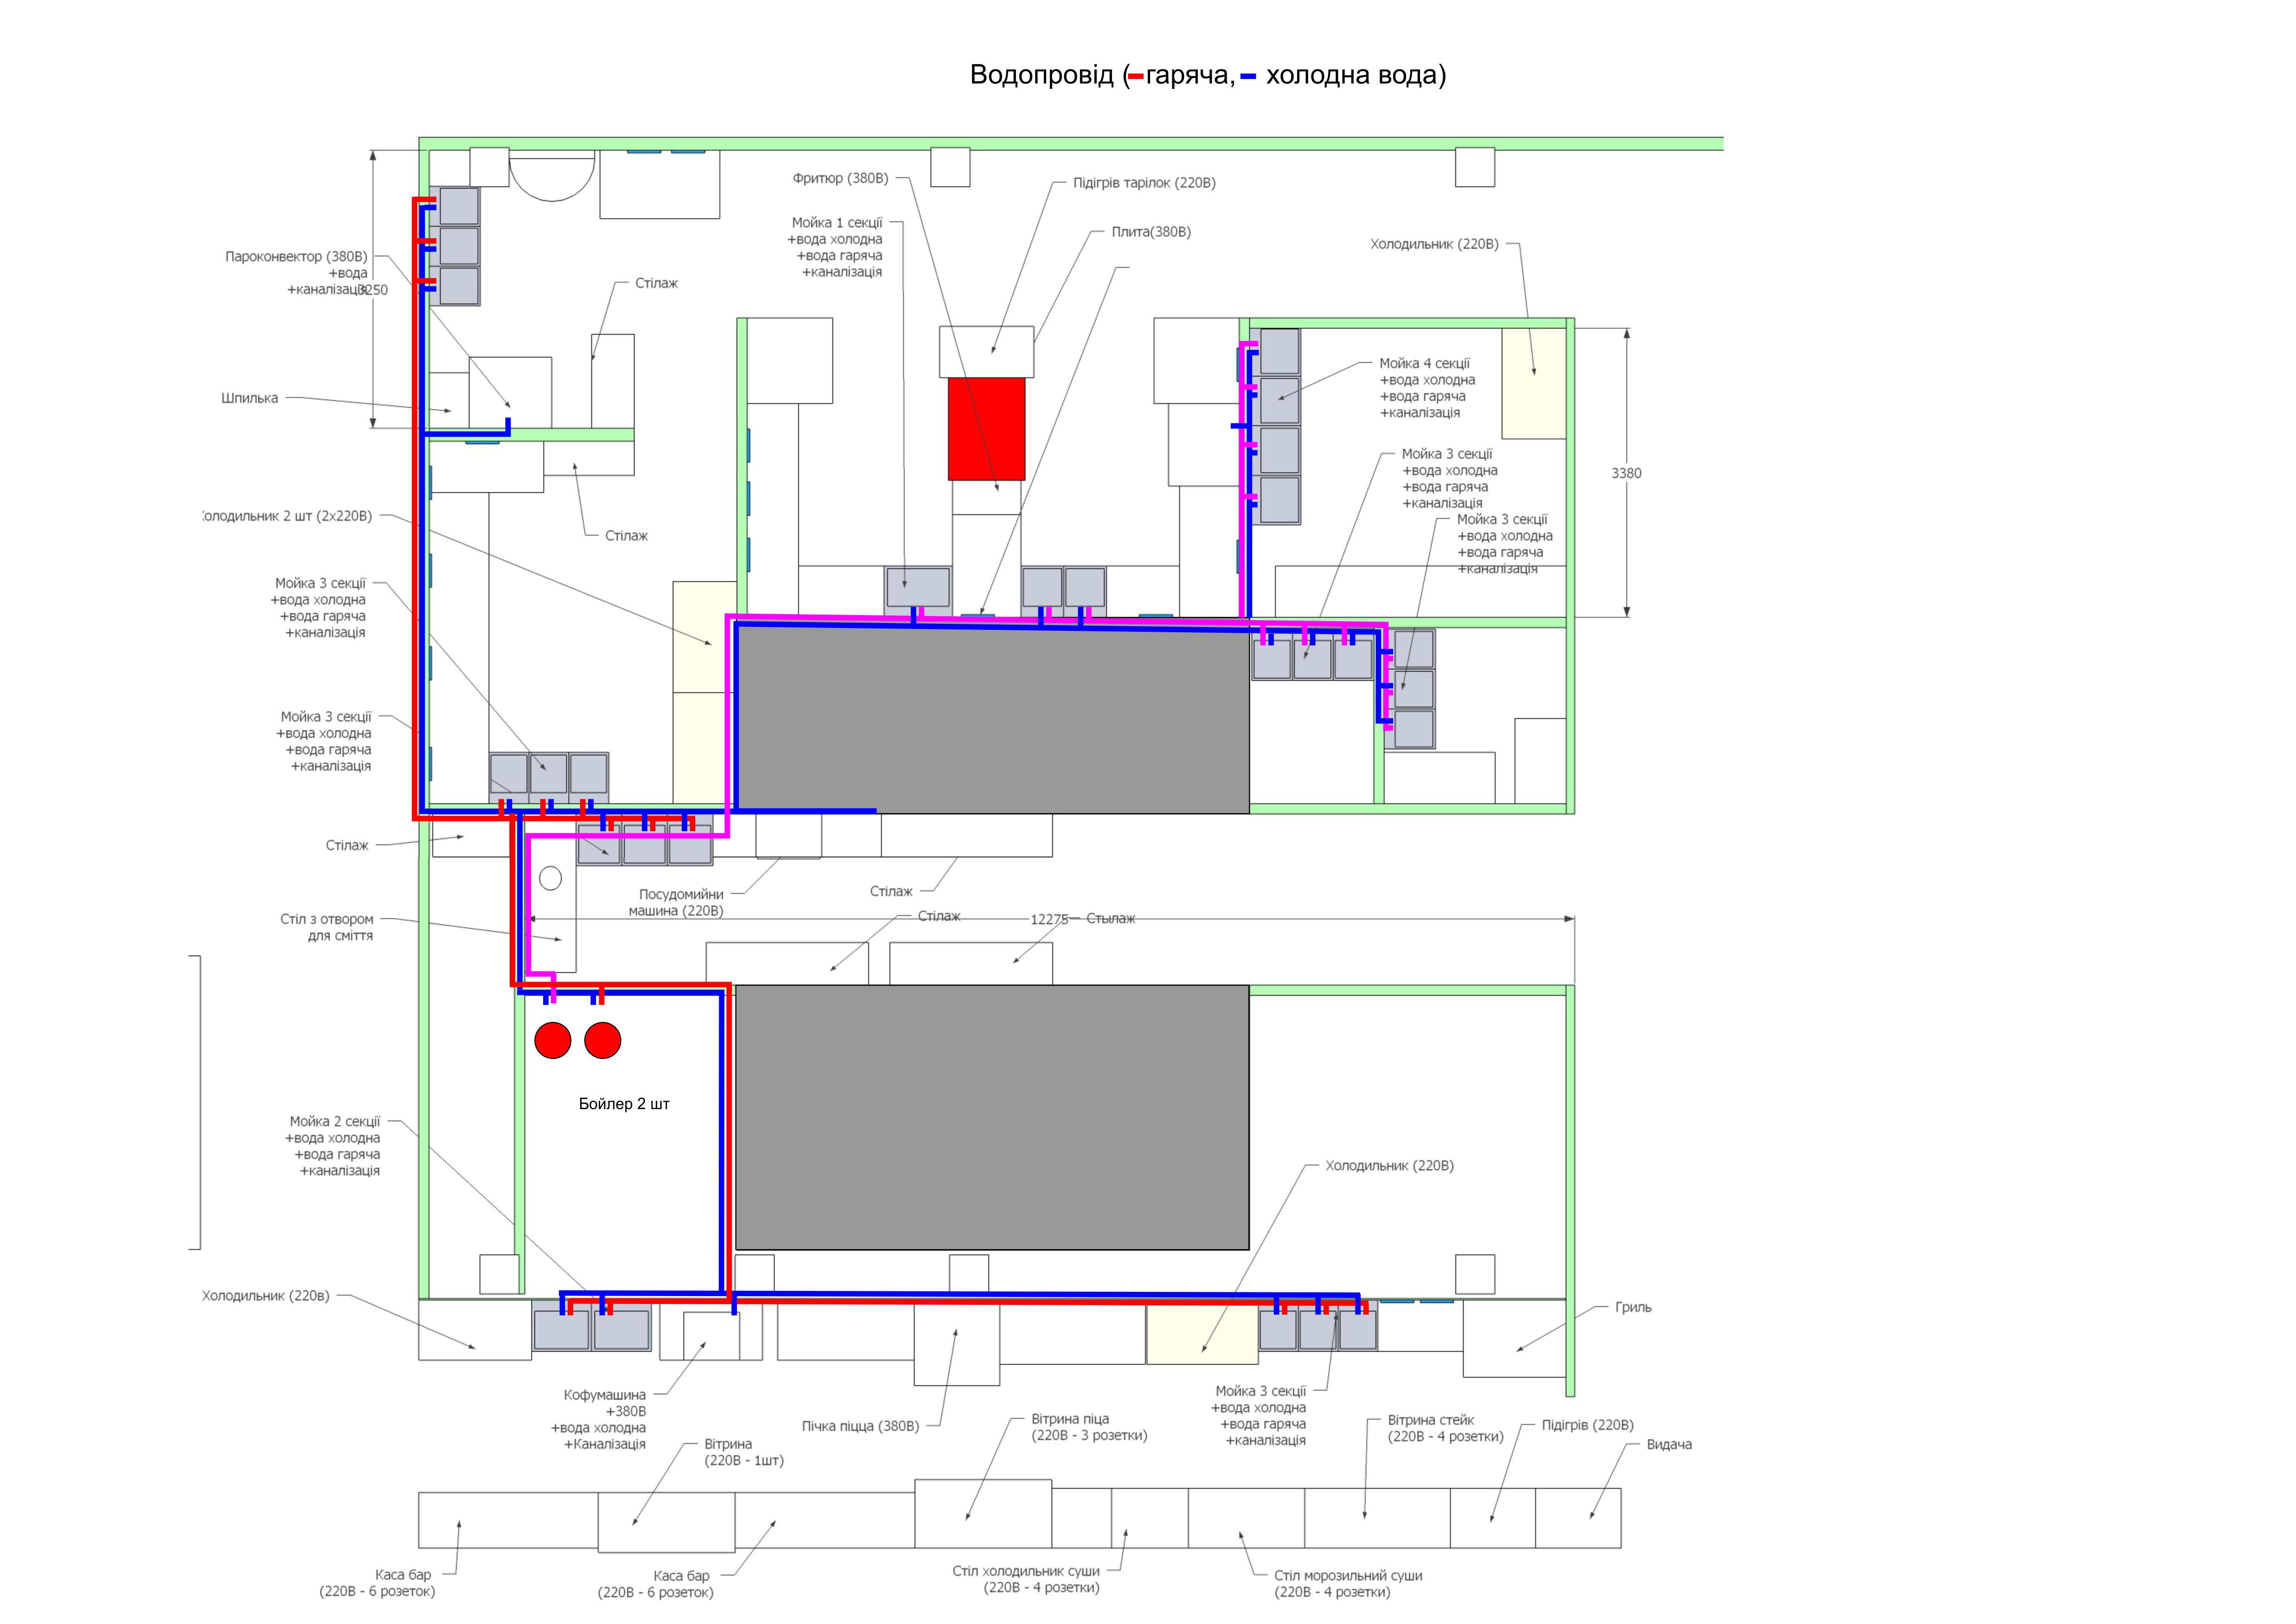 Водопровід (гаряча, холодна вода)
Фритюр (380В)
Підігрів тарілок (220В)
Мойка 1 секції
+вода холодна
+вода гаряча
+каналізація
Плита(380В)
Холодильник (220В)
Пароконвектор (380В)
+вода
+каналізація
3250
Стілаж
Шпилька
Мойка 4 секції
+вода холодна
+вода гаряча
+каналізація
Мойка 3 секції
+вода холодна
+вода гаряча
+каналізація
3380
Мойка 3 секції
+вода холодна
+вода гаряча
+каналізація
Холодильник 2 шт (2x220В)
Стілаж
Мойка 3 секції
+вода холодна
+вода гаряча
+каналізація
Мойка 3 секції
+вода холодна
+вода гаряча
+каналізація
Стілаж
Посудомийни
машина (220В)
Стілаж
Стіл з отвором
для сміття
Стілаж
12275
Стылаж
Бойлер 2 шт
Мойка 2 секції
+вода холодна
+вода гаряча
+каналізація
Холодильник (220В)
Холодильник (220в)
Гриль
Кофумашина
+380В
+вода холодна
+Каналізація
Пічка піцца (380В)
Мойка 3 секції
+вода холодна
+вода гаряча
+каналізація
Вітрина
(220В - 1шт)
Вітрина піца
(220В - 3 розетки)
Вітрина стейк
(220В - 4 розетки)
Підігрів (220В)
Видача
Каса бар
(220В - 6 розеток)
Каса бар
(220В - 6 розеток)
Стіл холодильник суши
(220В - 4 розетки)
Стіл морозильний суши
(220В - 4 розетки)